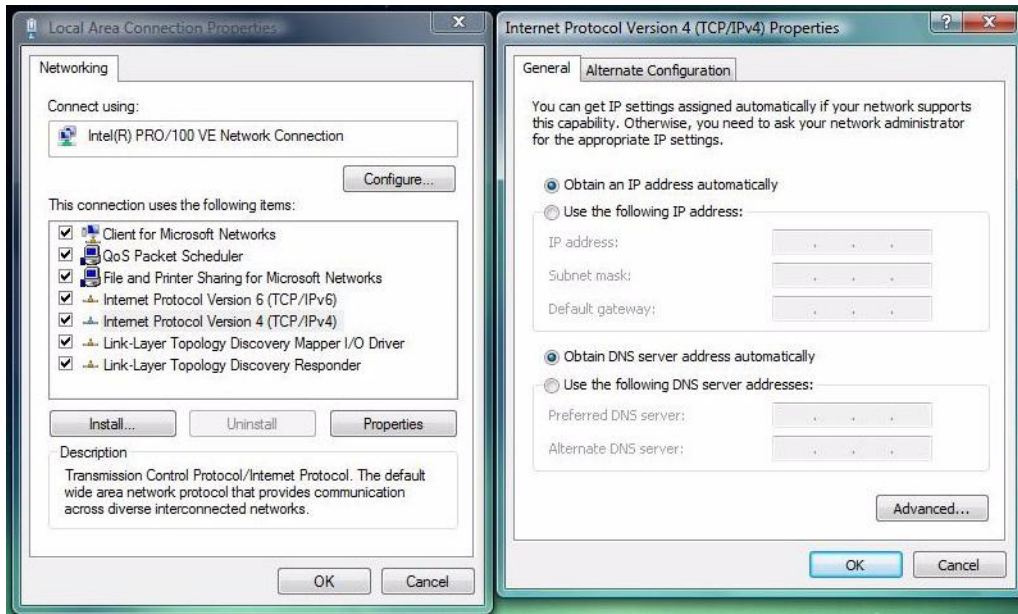 Local Area Connection Properties
Networking
Connect using:
Intel(R) PRO/100 VE Network Connection
Configure...
This connection uses the following items:
Client for Microsoft Networks
QoS Packet Scheduler
File and Printer Sharing for Microsoft Networks
Internet Protocol Version 6 (TCP/IPv6)
Internet Protocol Version 4 (TCP/IPv4)
Link-Layer Topology Discovery Mapper I/O Driver
Link-Layer Topology Discovery Responder
Install...
Uninstall
Properties
Description
Transmission Control Protocol/Internet Protocol. The default
wide area network protocol that provides communication
across diverse interconnected networks.
OK
Cancel
Internet Protocol Version 4 (TCP/IPv4) Properties
General
Alternate Configuration
You can get IP settings assigned automatically if your network supports
this capability. Otherwise, you need to ask your network administrator
for the appropriate IP settings.
Obtain an IP address automatically
Use the following IP address:
IP address:
Subnet mask:
Default gateway:
Obtain DNS server address automatically
Use the following DNS server addresses:
Preferred DNS server:
Alternate DNS server:
Advanced...
OK
Cancel